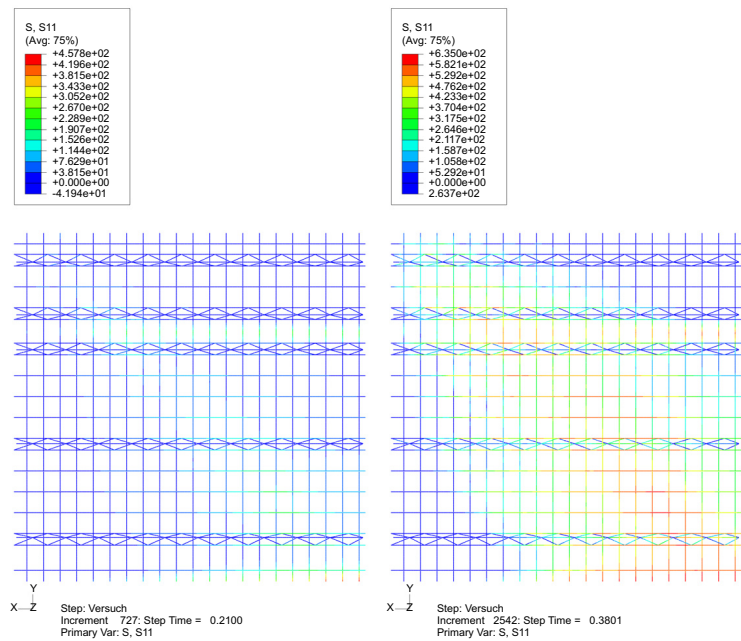 S, S11
(Avg: 75%)
+4.578e+02
+4.196e+02
+3.815e+02
+3.433e+02
+3.052e+02
+2.670e+02
+2.289e+02
+1.907e+02
+1.526e+02
+1.144e+02
+7.629e+01
+3.815e+01
+0.000e+00
-4.194e+01
S, S11
(Avg: 75%)
+6.350e+02
+5.821e+02
+5.292e+02
+4.762e+02
+4.233e+02
+3.704e+02
+3.175e+02
+2.646e+02
+2.117e+02
+1.587e+02
+1.058e+02
+5.292e+01
+0.000e+00
2.637e+02
Y
X Z
Step: Versuch
Increment 727: Step Time = 0.2100
Primary Var: S, S11
Y
X Z
Step: Versuch
Increment 2542: Step Time = 0.3801
Primary Var: S, S11